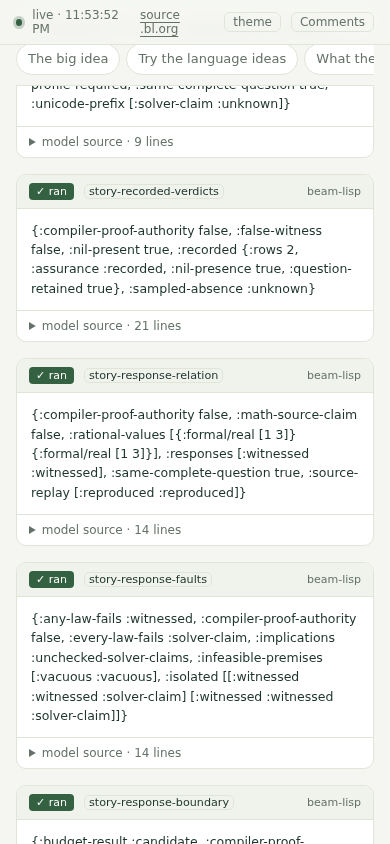 live · 11:53:52 PM
source .bl.org
theme
Comments
The big idea
Try the language ideas
What the
profile required, :same-complete-question true,
:unicode-prefix [:solver-claim :unknown]}
▶ model source · 9 lines
✓ ran
story-recorded-verdicts
beam-lisp
{:compiler-proof-authority false, :false-witness
false, :nil-present true, :recorded {:rows 2,
:assurance :recorded, :nil-presence true, :question-
retained true}, :sampled-absence :unknown}
▶ model source · 21 lines
✓ ran
story-response-relation
beam-lisp
{:compiler-proof-authority false, :math-source-claim
false, :rational-values [{:formal/real [1 3]}
{:formal/real [1 3]}], :responses [:witnessed
:witnessed], :same-complete-question true, :source-
replay [:reproduced :reproduced]}
▶ model source · 14 lines
✓ ran
story-response-faults
beam-lisp
{:any-law-fails :witnessed, :compiler-proof-authority
false, :every-law-fails :solver-claim, :implications
:unchecked-solver-claims, :infeasible-premises
[:vacuous :vacuous], :isolated [[:witnessed
:witnessed :solver-claim] [:witnessed :witnessed
:solver-claim]]}
▶ model source · 14 lines
✓ ran
story-response-boundary
beam-lisp
{:budget-result :candidate, :compiler-proof-